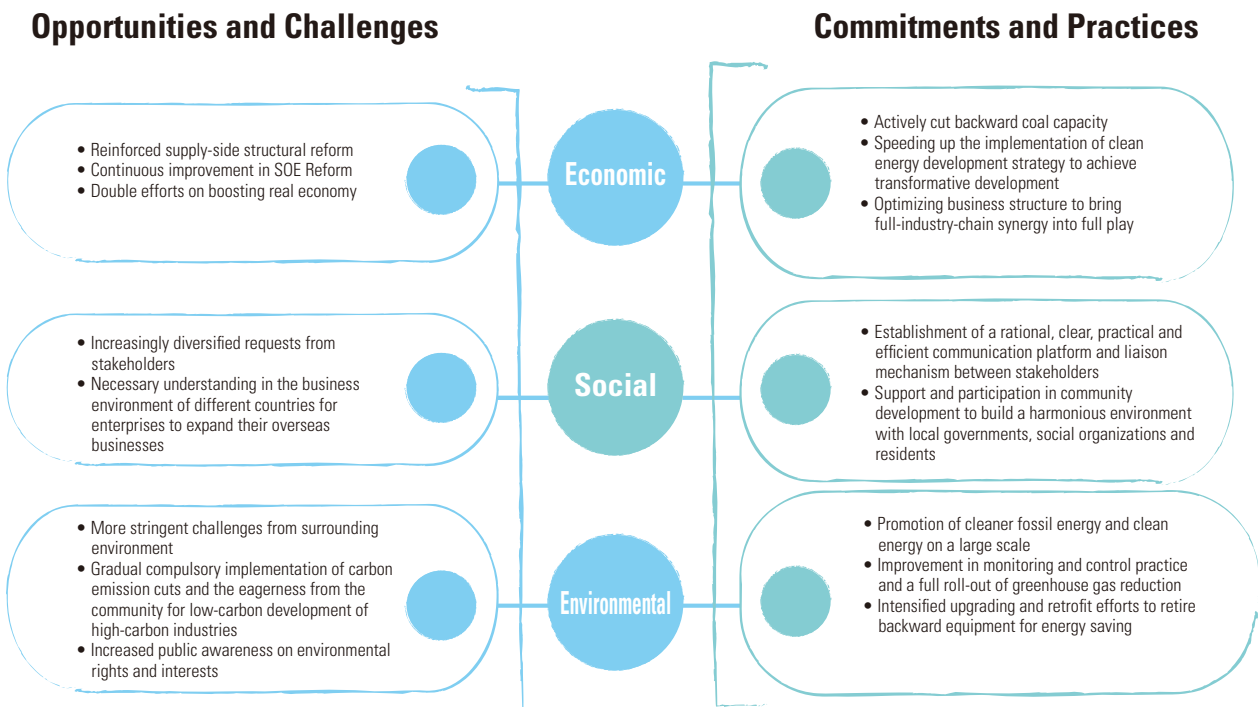 Opportunities and Challenges
Commitments and Practices
• Reinforced supply-side structural reform
• Continuous improvement in SOE Reform
• Double efforts on boosting real economy
Economic
• Actively cut backward coal capacity
• Speeding up the implementation of clean
energy development strategy to achieve
transformative development
• Optimizing business structure to bring
full-industry-chain synergy into full play
• Increasingly diversified requests from
stakeholders
• Necessary understanding in the business
environment of different countries for
enterprises to expand their overseas
businesses
Social
• Establishment of a rational, clear, practical and
efficient communication platform and liaison
mechanism between stakeholders
• Support and participation in community
development to build a harmonious environment
with local governments, social organizations and
residents
• More stringent challenges from surrounding
environment
• Gradual compulsory implementation of carbon
emission cuts and the eagerness from the
community for low-carbon development of
high-carbon industries
• Increased public awareness on environmental
rights and interests
Environmental
• Promotion of cleaner fossil energy and clean
energy on a large scale
• Improvement in monitoring and control practice
and a full roll-out of greenhouse gas reduction
• Intensified upgrading and retrofit efforts to retire
backward equipment for energy saving